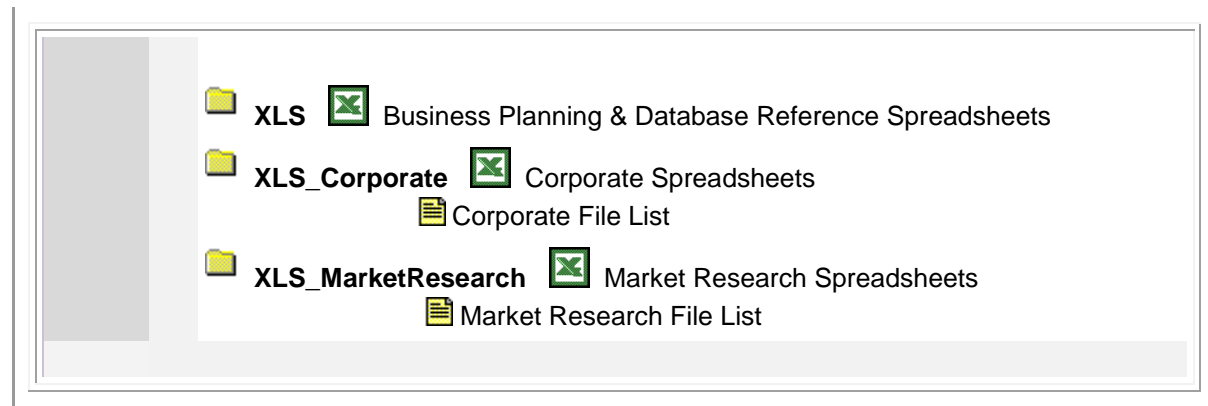 XLS Business Planning & Database Reference Spreadsheets
XLS_Corporate Corporate Spreadsheets
Corporate File List
XLS_MarketResearch Market Research Spreadsheets
Market Research File List